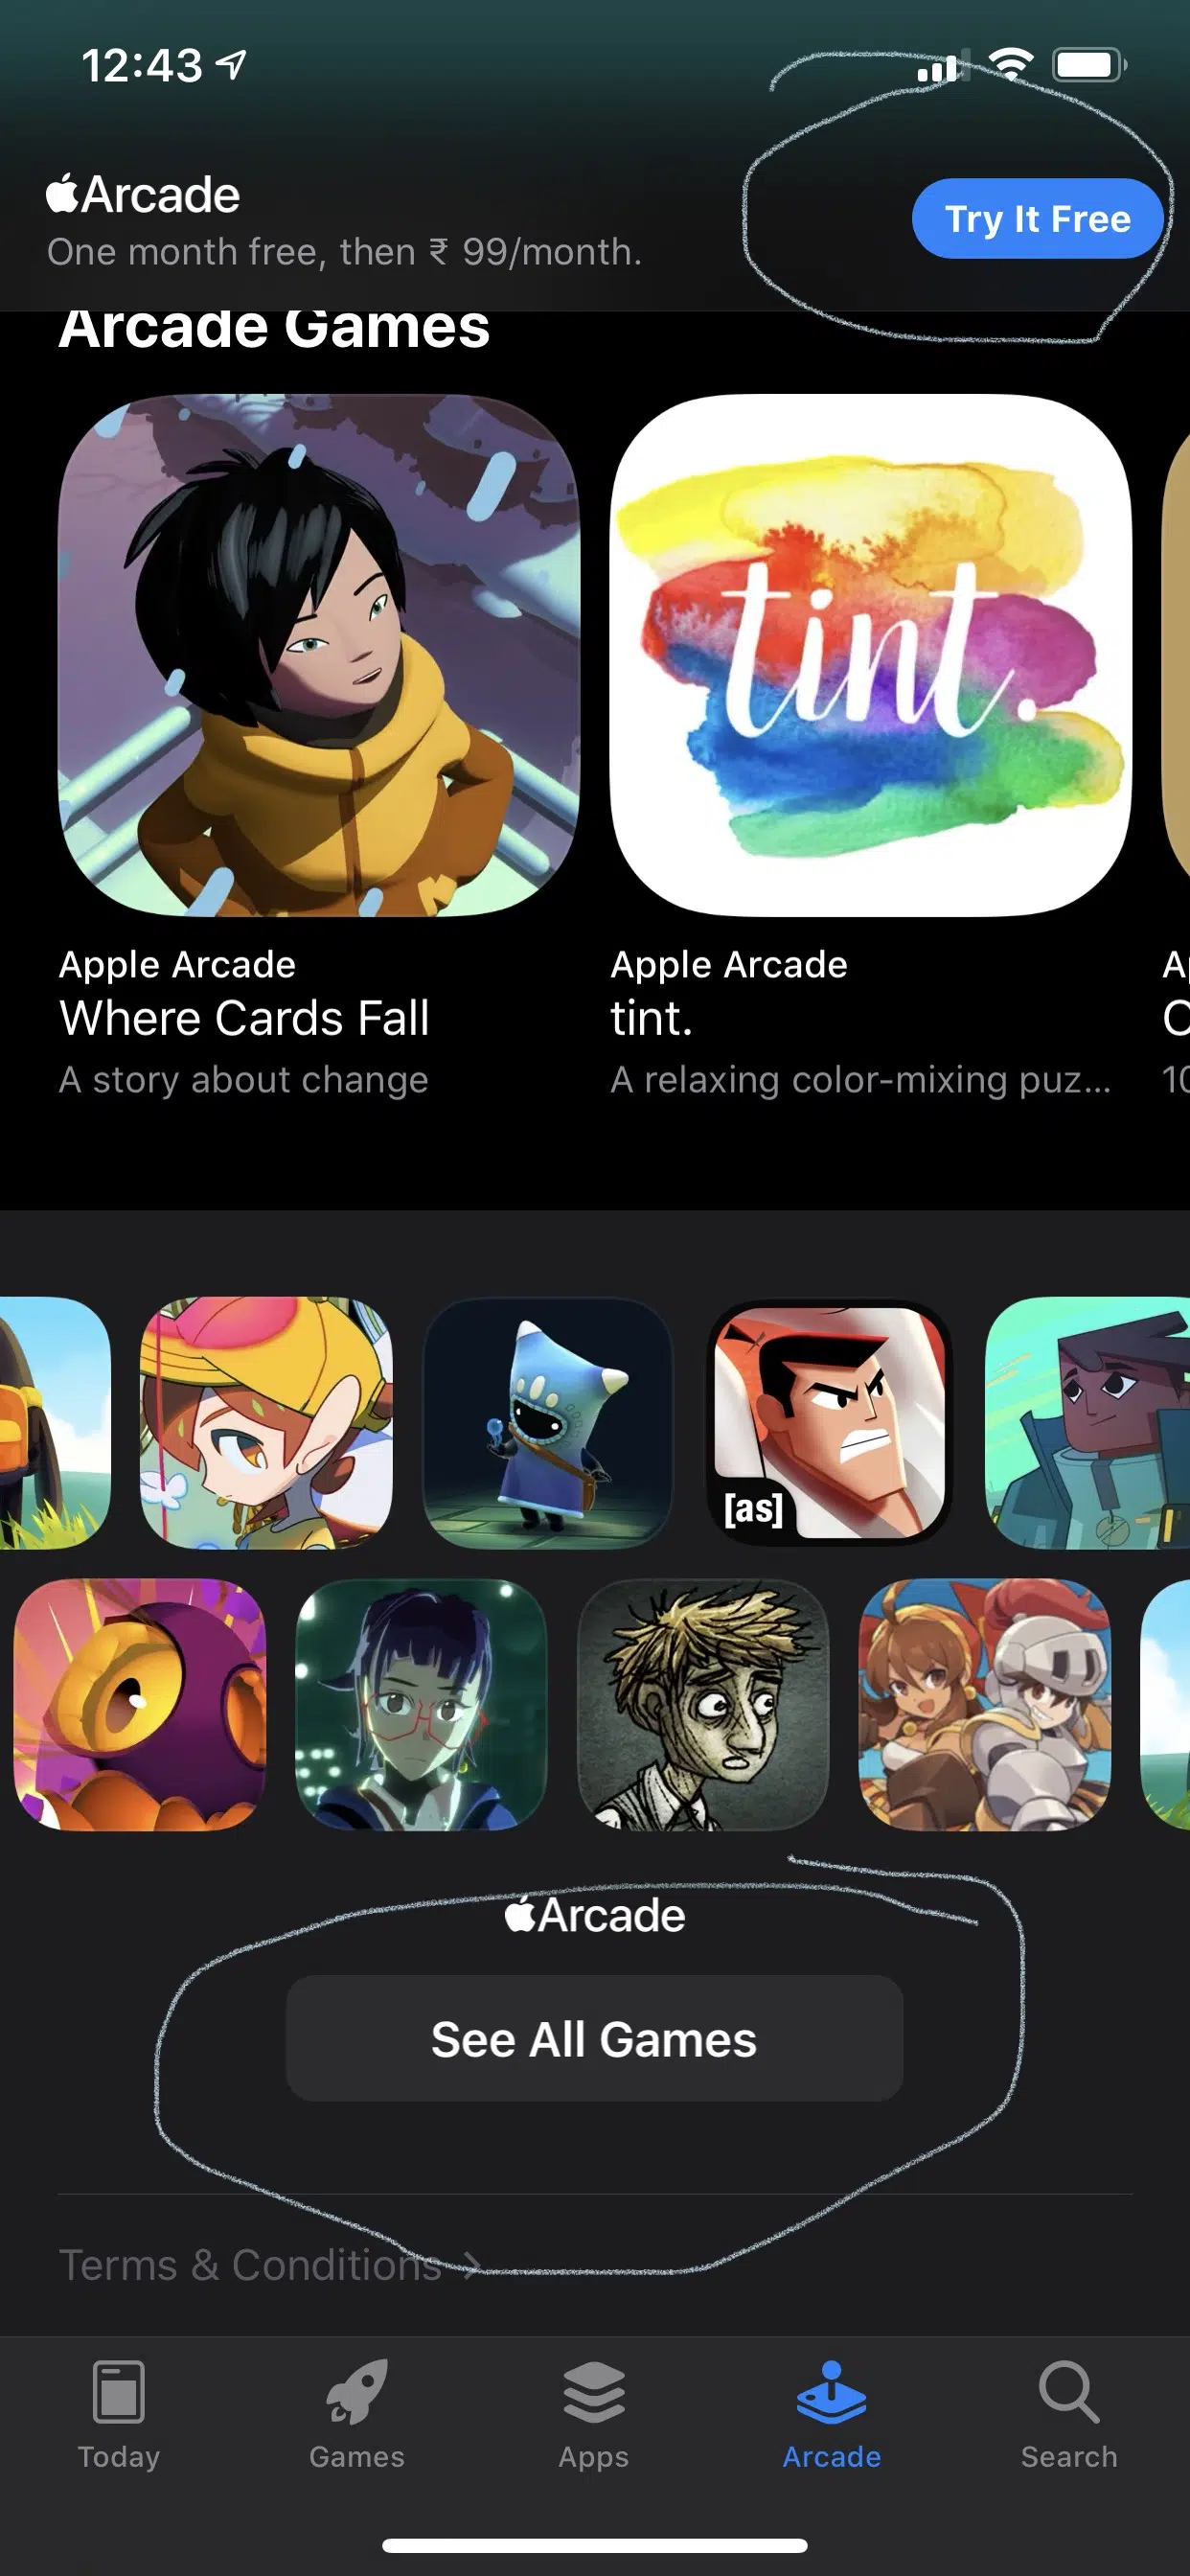 12:43
Arcade
Try It Free
One month free, then ₹ 99/month.
Arcade Games
tint.
Apple Arcade
Where Cards Fall
A story about change
Apple Arcade
tint.
A relaxing color-mixing puz...
10
[as]
Arcade
See All Games
Terms & Conditions >
Today
Games
Apps
Arcade
Search